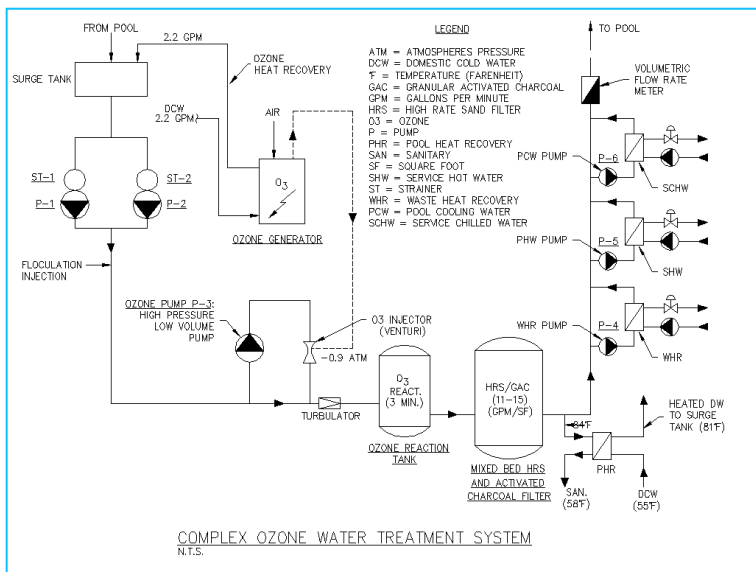 FROM POOL
2.2 GPM
SURGE TANK
OZONE
HEAT RECOVERY
DCW
2.2 GPM
AIR
O3
OZONE GENERATOR
ST-1
ST-2
P-1
P-2
FLOCULATION
INJECTION
OZONE PUMP P-3:
HIGH PRESSURE
LOW VOLUME
PUMP
O3 INJECTOR
(VENTURI)
-0.9 ATM
TURBULATOR
O3
REACT.
(3 MIN.)
OZONE REACTION
TANK
HRS/GAC
(11-15)
(GPM/SF)
MIXED BED HRS
AND ACTIVATED
CHARCOAL FILTER
LEGEND
ATM = ATMOSPHERES PRESSURE
DCW = DOMESTIC COLD WATER
°F = TEMPERATURE (FARENHEIT)
GAC = GRANULAR ACTIVATED CHARCOAL
GPM = GALLONS PER MINUTE
HRS = HIGH RATE SAND FILTER
O3 = OZONE
P = PUMP
PHR = POOL HEAT RECOVERY
SAN = SANITARY
SF = SQUARE FOOT
SHW = SERVICE HOT WATER
ST = STRAINER
WHR = WASTE HEAT RECOVERY
PCW = POOL COOLING WATER
SCHW = SERVICE CHILLED WATER
TO POOL
VOLUMETRIC
FLOW RATE
METER
PCW PUMP
P-6
SCHW
PHW PUMP
P-5
SHW
WHR PUMP
P-4
WHR
84°F
HEATED DW
TO SURGE
TANK (81°F)
PHR
SAN.
(58°F)
DCW
(55°F)
COMPLEX OZONE WATER TREATMENT SYSTEM
N.T.S.